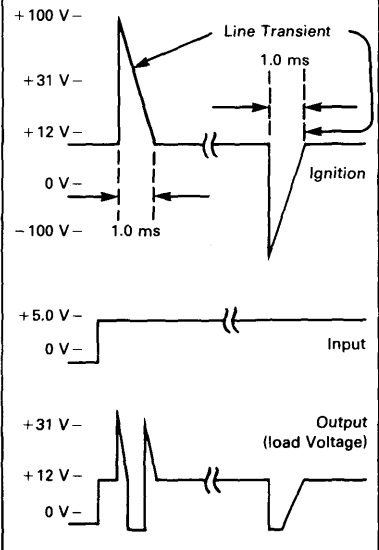 + 100 V –
Line Transient
1.0 ms
+31 V –
+12 V –
Ignition
0 V –
– 100 V –
1.0 ms
+5.0 V –
0 V –
Input
+31 V –
Output
(load Voltage)
+12 V –
0 V –